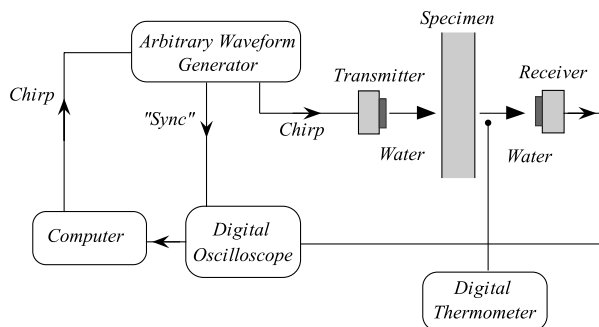 Specimen
Arbitrary Waveform
Generator
Transmitter
Receiver
Chirp
"Sync"
Chirp
Water
Water
Computer
Digital
Oscilloscope
Digital
Thermometer